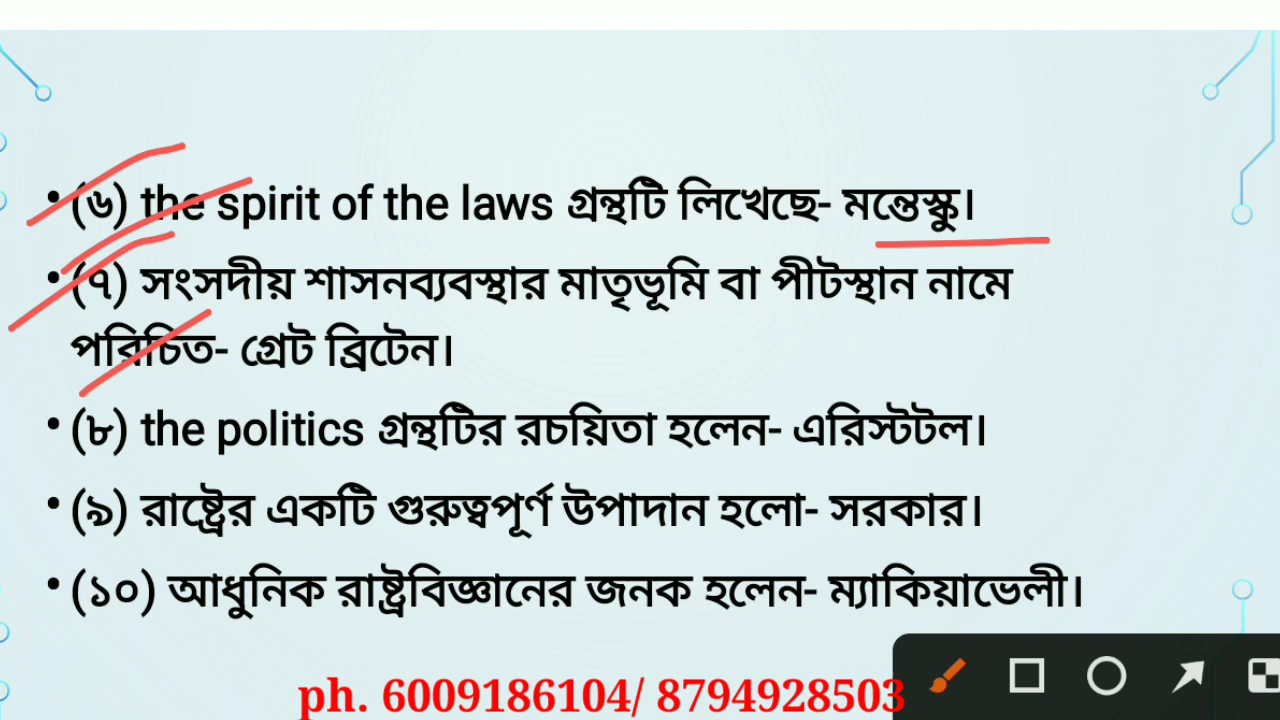 • (৬) the spirit of the laws গ্রন্থটি লিখেছে- মন্তেস্কু।
• (৭) সংসদীয় শাসনব্যবস্থার মাতৃভূমি বা পীটস্থান নামে
পরিচিত- গ্রেট ব্রিটেন।
• (৮) the politics গ্রন্থটির রচয়িতা হলেন- এরিস্টটল।
• (৯) রাষ্ট্রের একটি গুরুত্বপূর্ণ উপাদান হলো- সরকার।
• (১০) আধুনিক রাষ্ট্রবিজ্ঞানের জনক হলেন- ম্যাকিয়াভেলী।
ph. 6009186104/ 8794928503